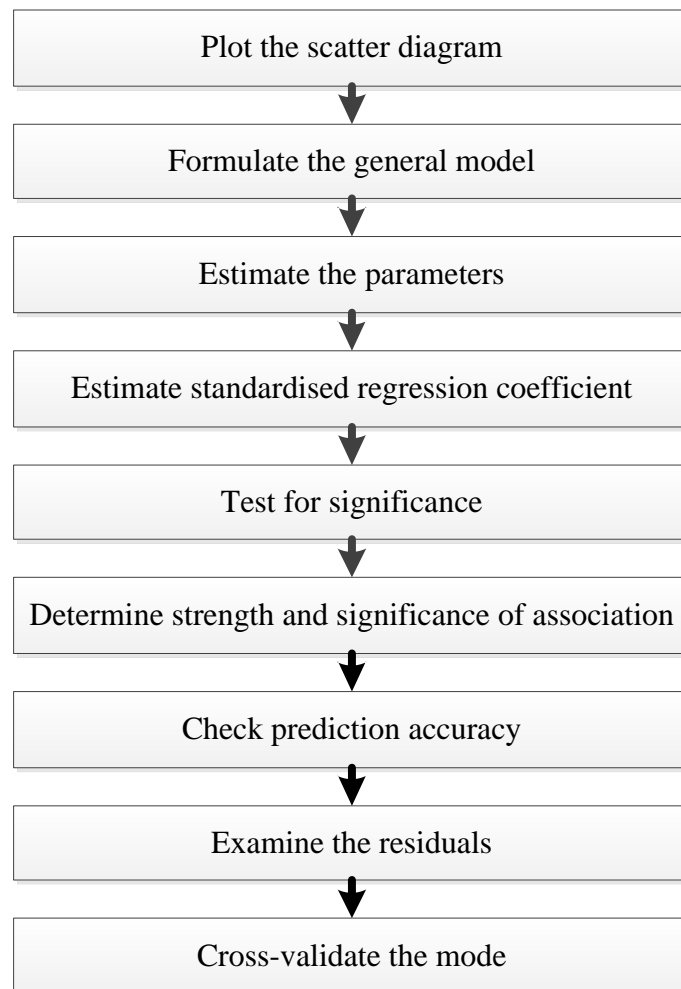 Plot the scatter diagram
Formulate the general model
Estimate the parameters
Estimate standardised regression coefficient
Test for significance
Determine strength and significance of association
Check prediction accuracy
Examine the residuals
Cross-validate the mode